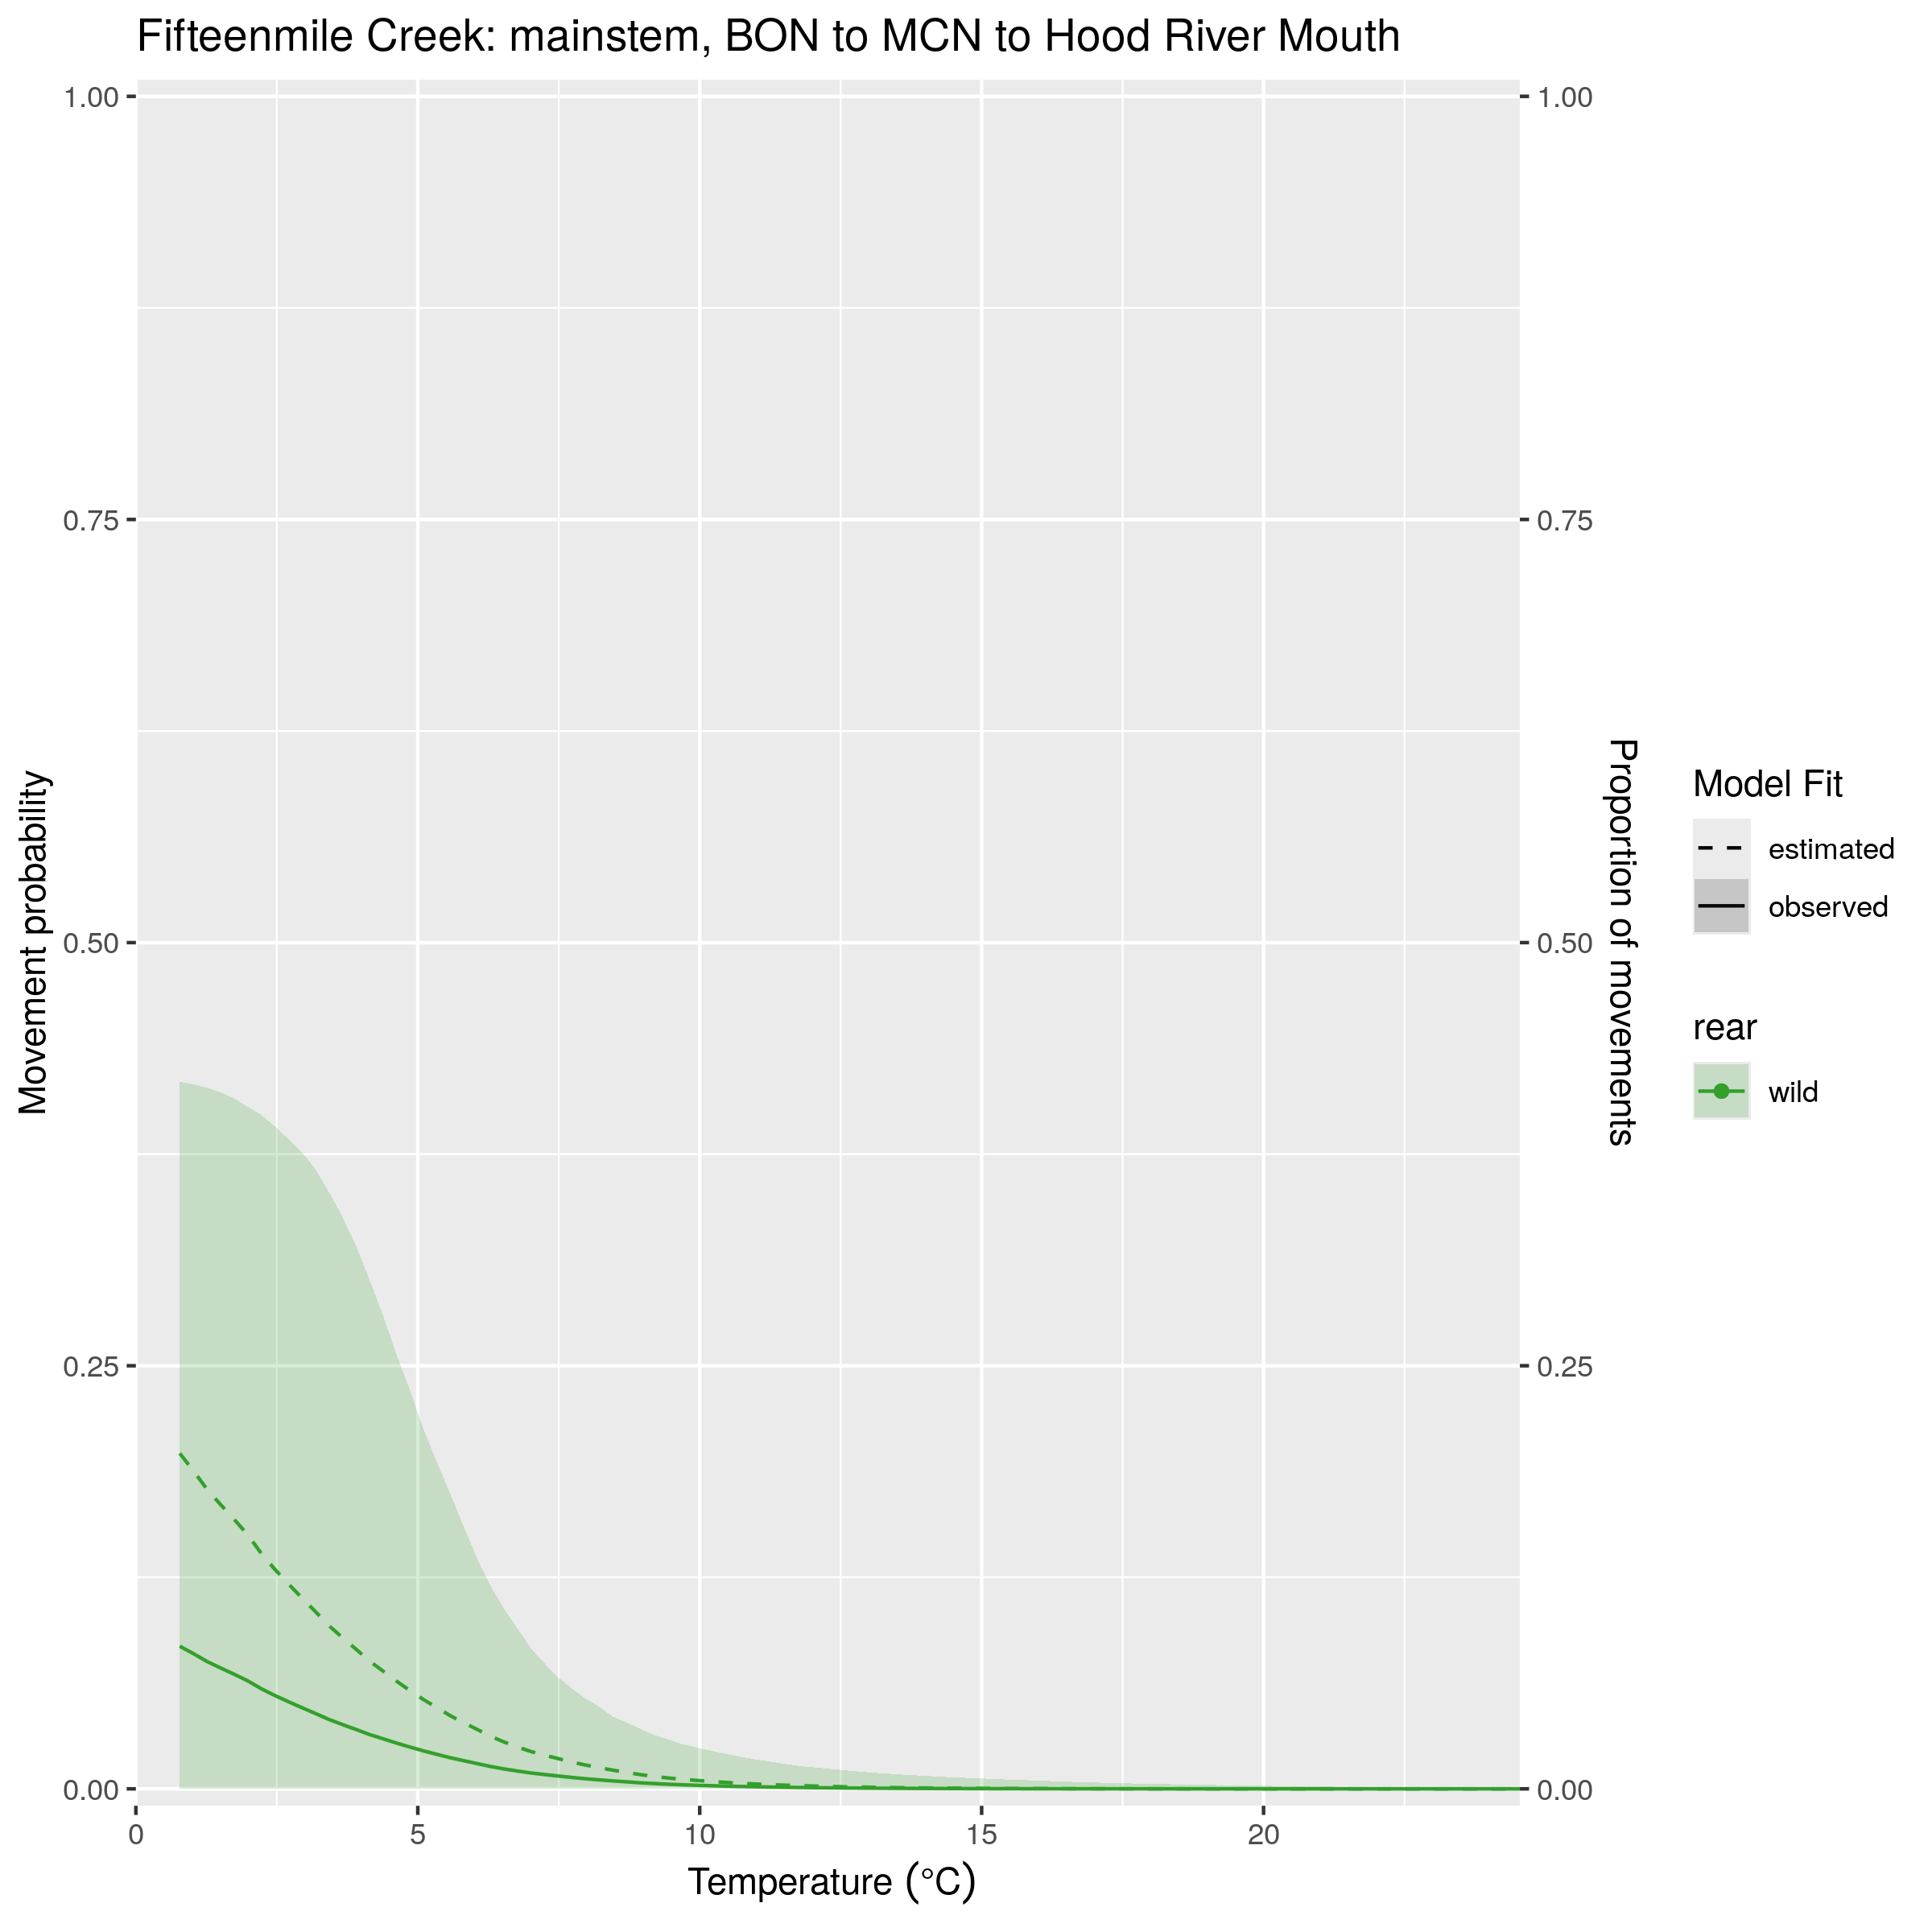 Fifteenmile Creek: mainstem, BON to MCN to Hood River Mouth
1.00
0.75
0.50
0.25
0.00
Movement probability
1.00
0.75
0.50
0.25
0.00
Proportion of movements
0
5
10
15
20
Temperature (°C)
Model Fit
estimated
observed
rear
wild